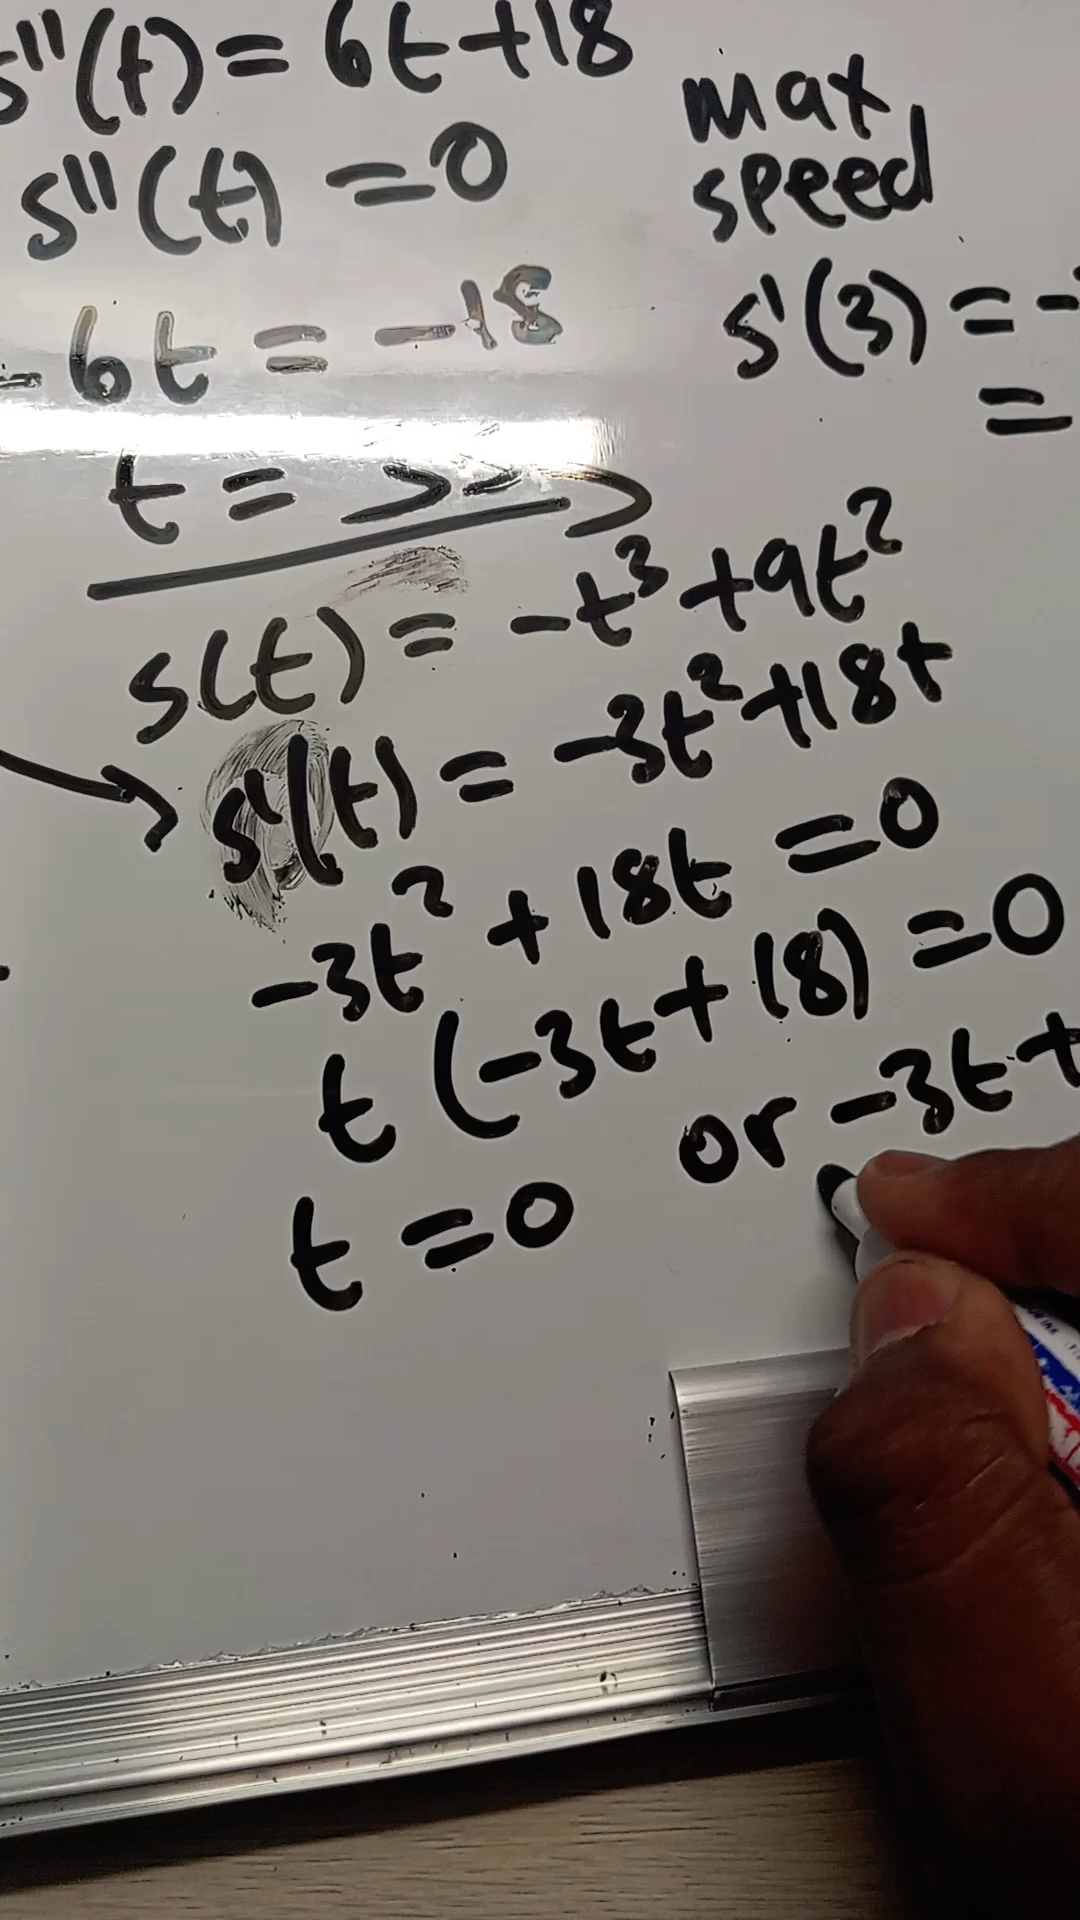 s''(t) = 6t +18
s''(t) = 0
- 6t = -18
t =
max
speed
s'(3) = -
=
s(t) = -t³ + 9t²
s'(t) = -3t² + 18t
-3t² + 18t = 0
t (-3t + 18) = 0
t = 0 or -3t +